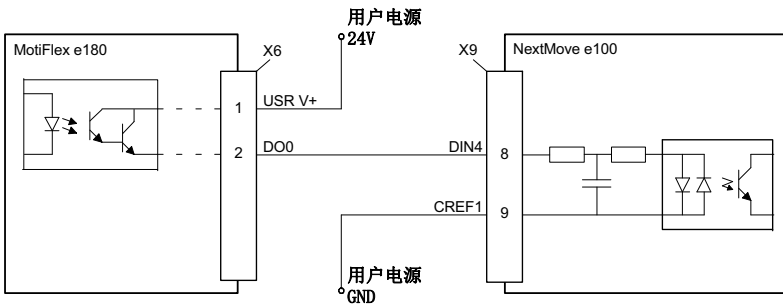 用户电源
24V
MotiFlex e180
X6
X9
NextMove e100
1
USR V+
2
DO0
DIN4
8
CREF1
9
用户电源
GND